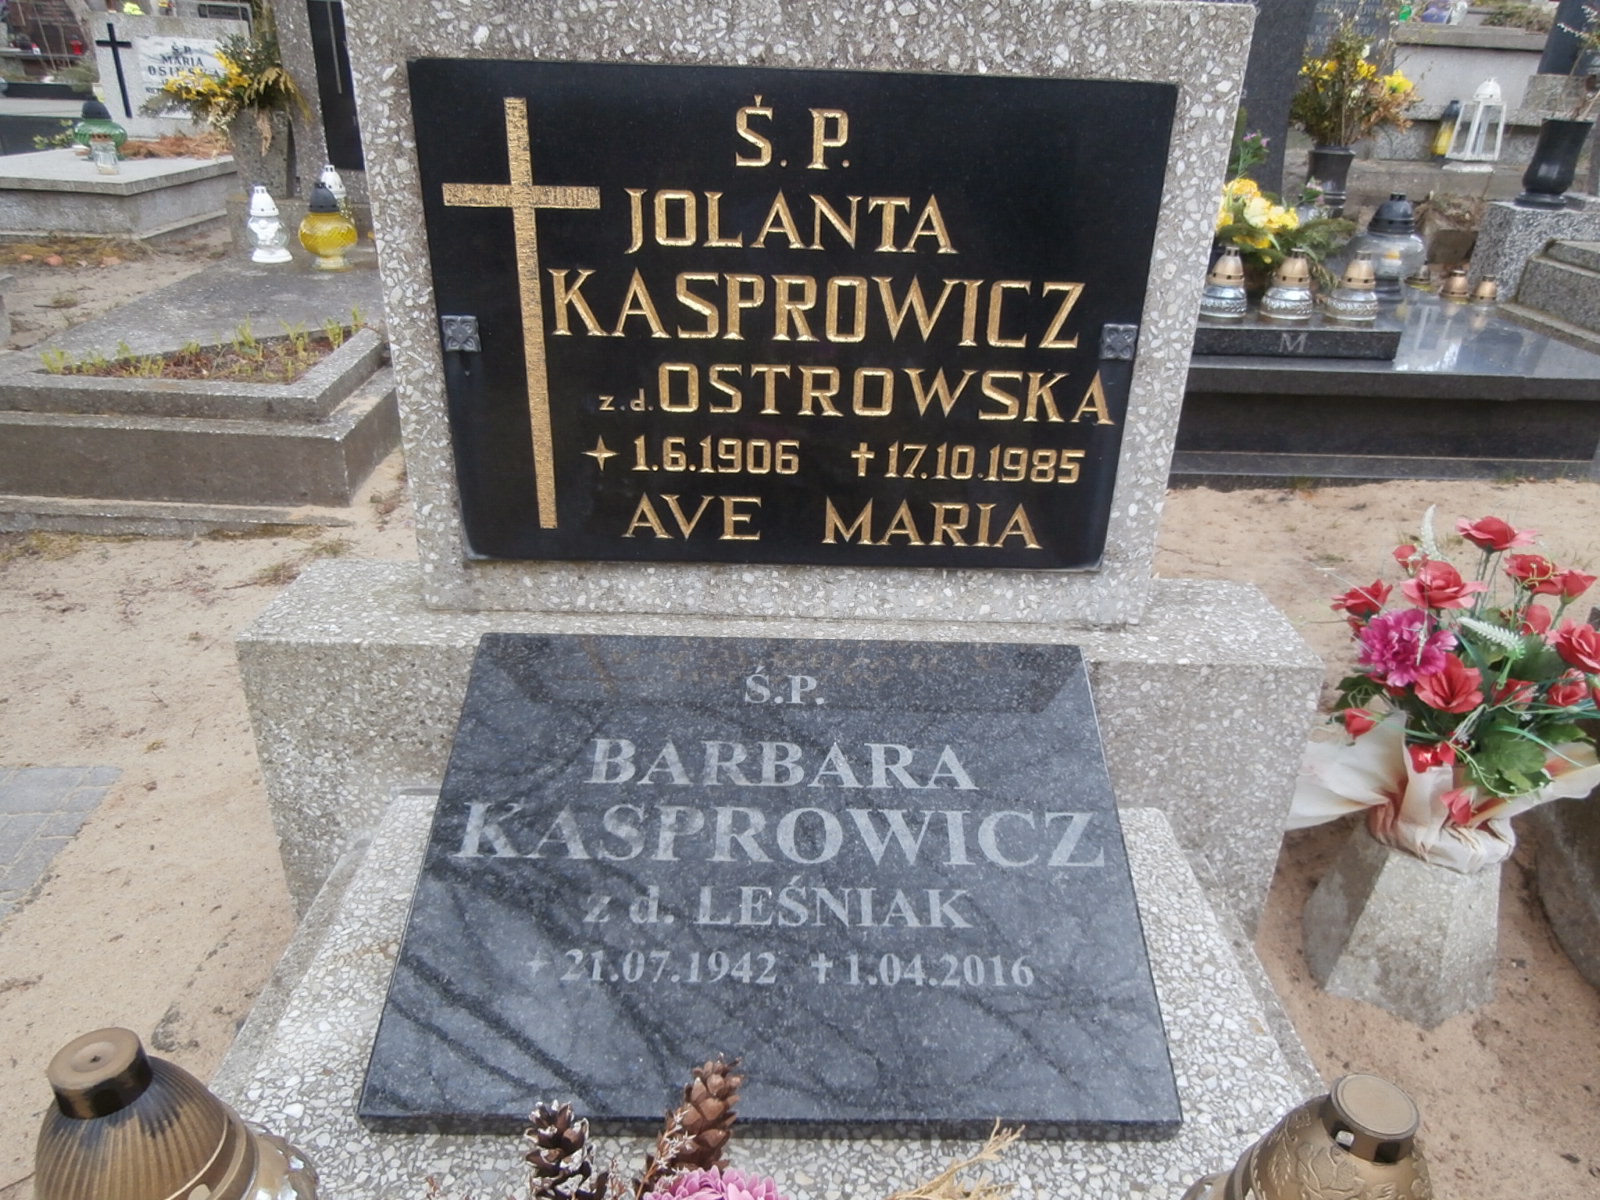 Ś. P.
JOLANTA
KASPROWICZ
z.d. OSTROWSKA
1.6.1906 17.10.1985
AVE MARIA
Ś.P.
BARBARA
KASPROWICZ
z d. LEŚNIAK
21.07.1942 1.04.2016
Ś.P.
MARIA
M